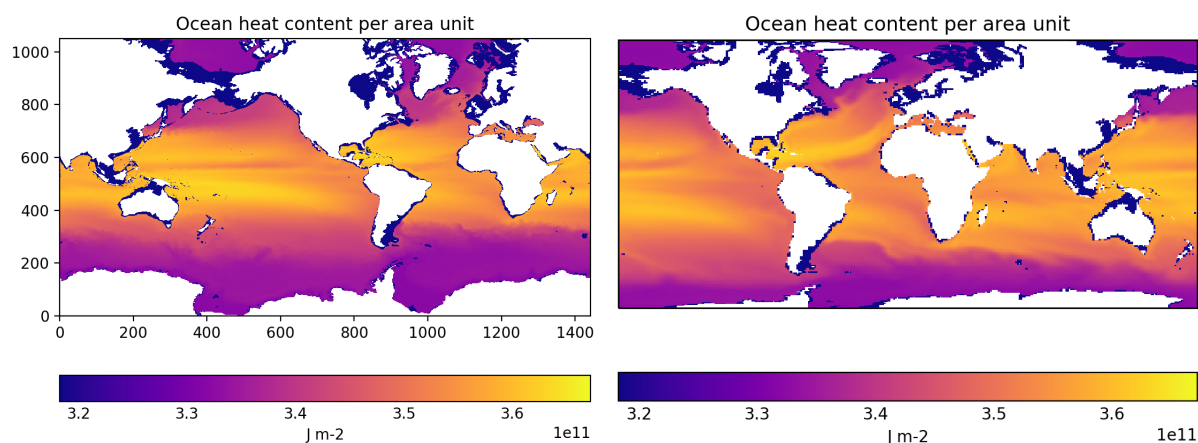 Ocean heat content per area unit
1000
800
600
400
200
0
0 200 400 600 800 1000 1200 1400
3.2 3.3 3.4 3.5 3.6
J m-2
1e11
Ocean heat content per area unit
3.2 3.3 3.4 3.5 3.6
J m-2
1e11